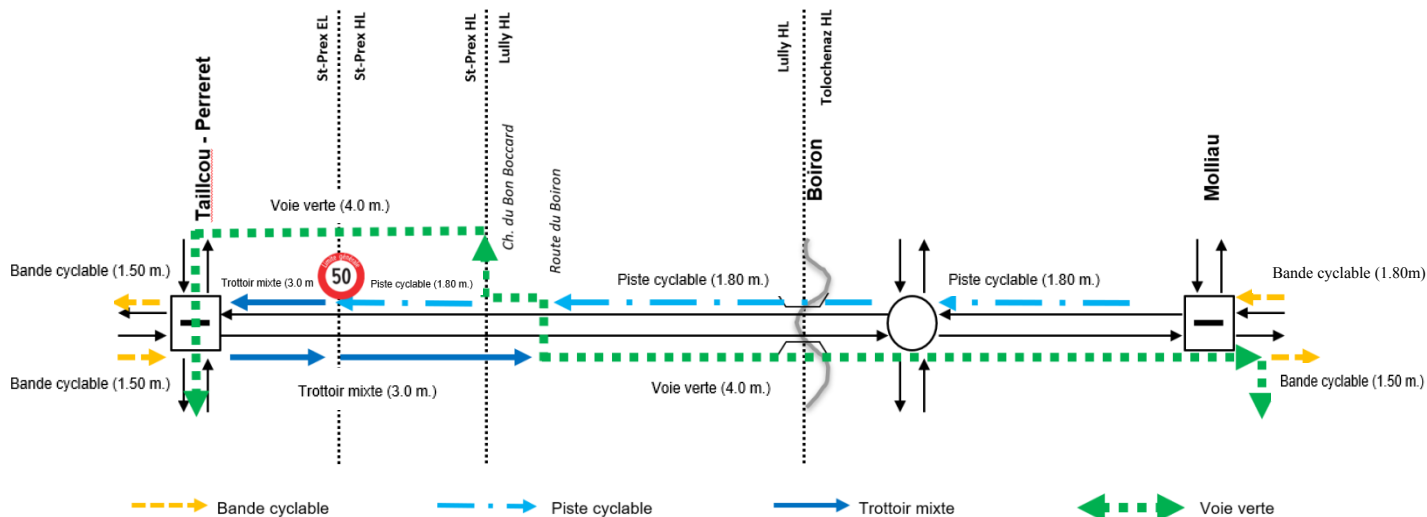 St-Prex EL
St-Prex HL
St-Prex HL
Lully HL
Lully HL
Tolochenaz HL
Taillcou - Perreret
Ch. du Bon Boccard
Route du Boiron
Boiron
Molliau
Voie verte (4.0 m.)
Bande cyclable (1.50 m.)
Trottoir mixte (3.0 m
Limite générale
50
Piste cyclable (1.80 m.)
Piste cyclable (1.80 m.)
Piste cyclable (1.80 m.)
Bande cyclable (1.80m)
Bande cyclable (1.50 m.)
Trottoir mixte (3.0 m.)
Voie verte (4.0 m.)
Bande cyclable (1.50 m.)
Bande cyclable
Piste cyclable
Trottoir mixte
Voie verte